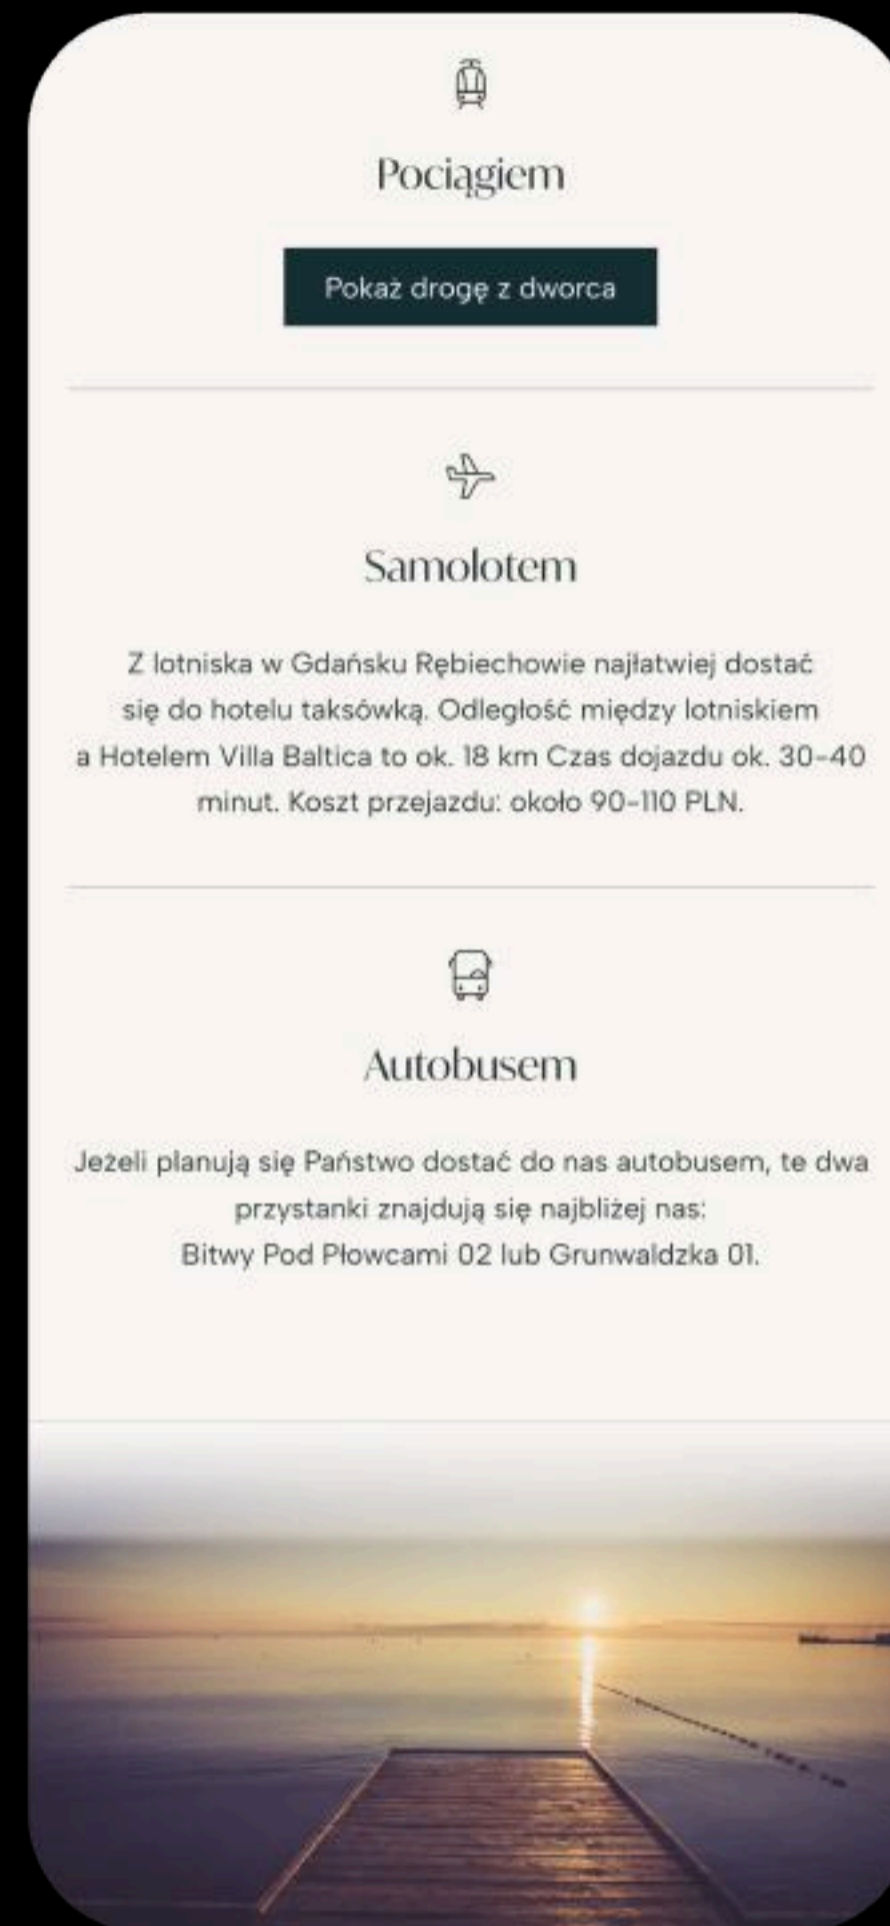 Pociągiem
Pokaż drogę z dworca
Samolotem
Z lotniska w Gdańsku Rębiechowie najłatwiej dostać
się do hotelu taksówką. Odległość między lotniskiem
a Hotelem Villa Baltica to ok. 18 km Czas dojazdu ok. 30-40
minut. Koszt przejazdu: około 90-110 PLN.
Autobusem
Jeżeli planują się Państwo dostać do nas autobusem, te dwa
przystanki znajdują się najbliżej nas:
Bitwy Pod Płowcami 02 lub Grunwaldzka 01.